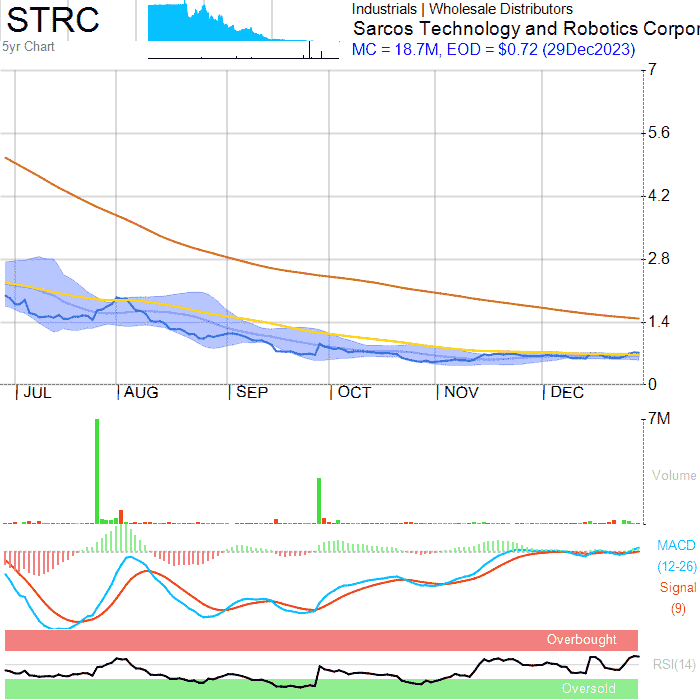 STRC
5yr Chart
Industrials | Wholesale Distributors
Sarcos Technology and Robotics Corpor
MC = 18.7M, EOD = $0.72 (29Dec2023)
7
5.6
4.2
2.8
1.4
0
JUL AUG SEP OCT NOV DEC
7M
Volume
MACD
(12-26)
Signal
(9)
Overbought
RSI(14)
Oversold